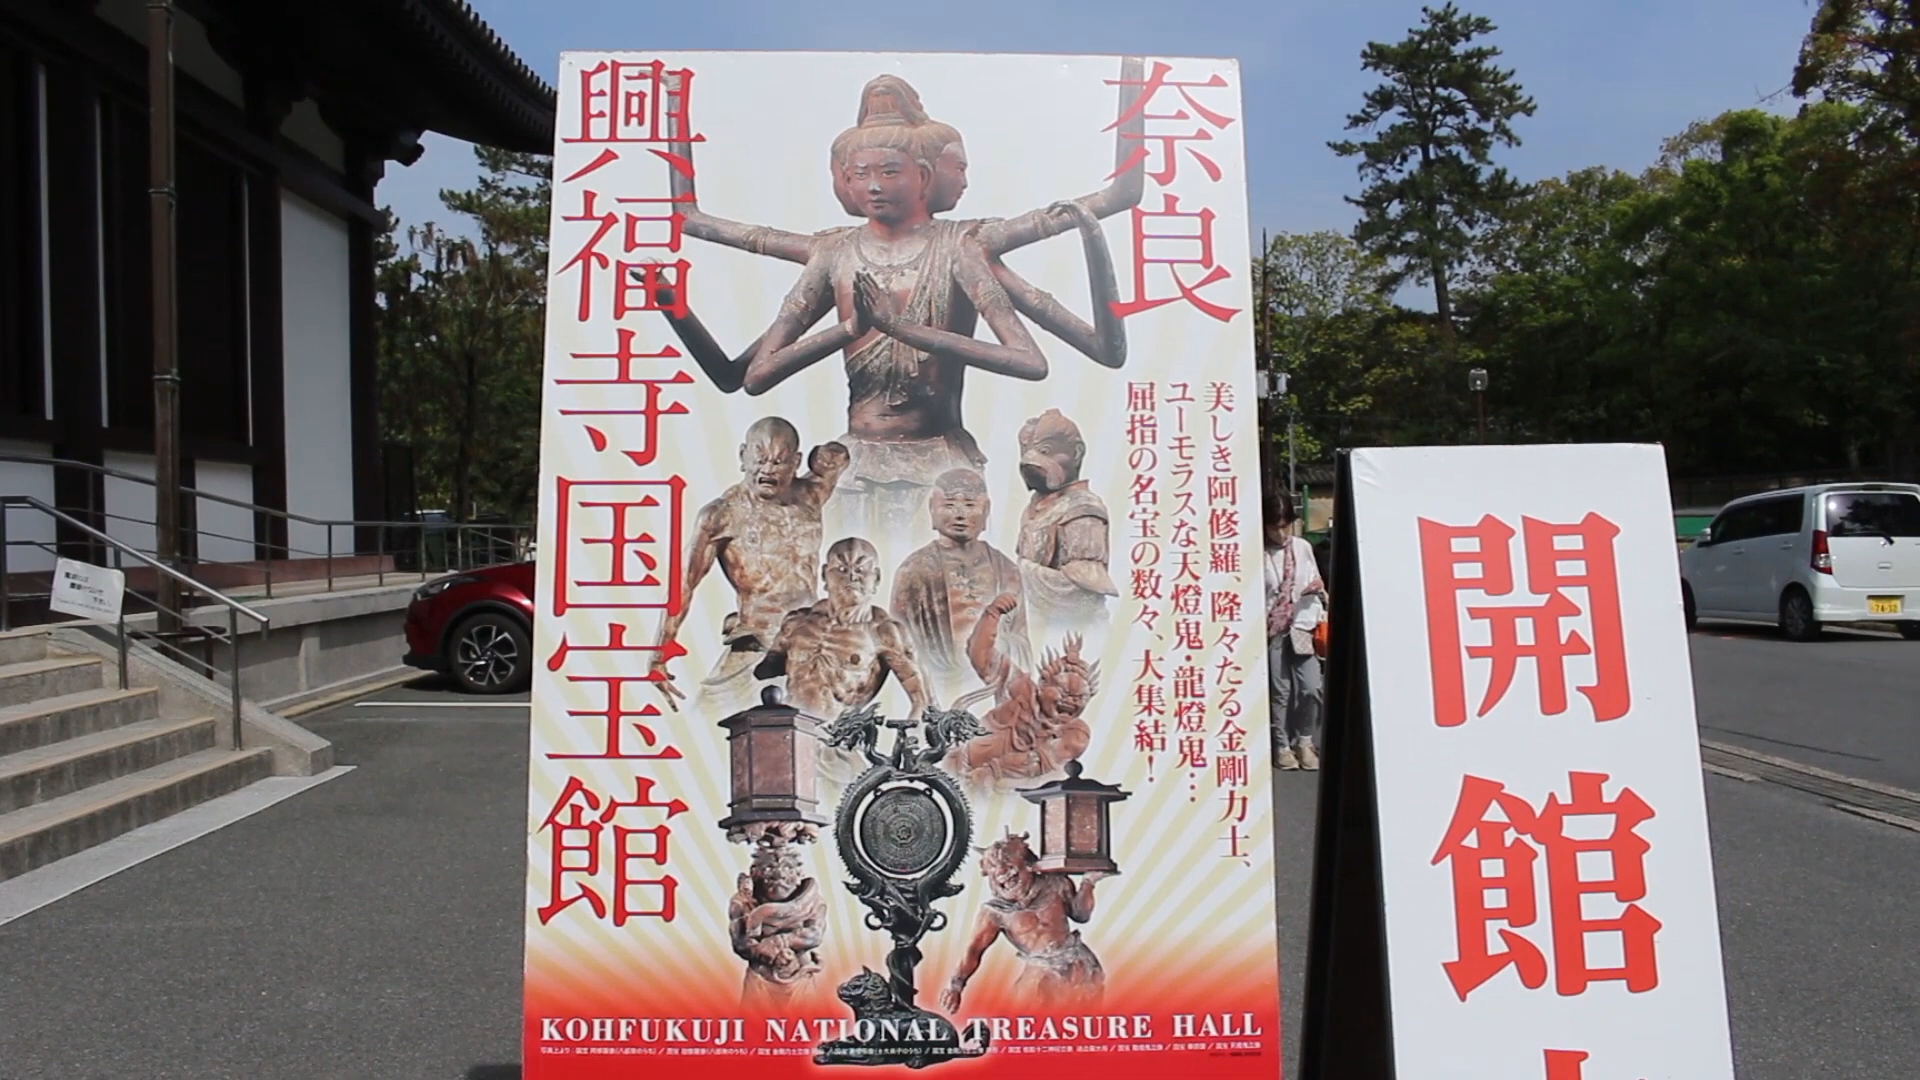 奈良
興福寺国宝館
美しき阿修羅、隆々たる金剛力士、
ユーモラスな天燈鬼・龍燈鬼…
屈指の名宝の数々、大集結！
KOHFUKUJI NATIONAL TREASURE HALL
開館
74-32